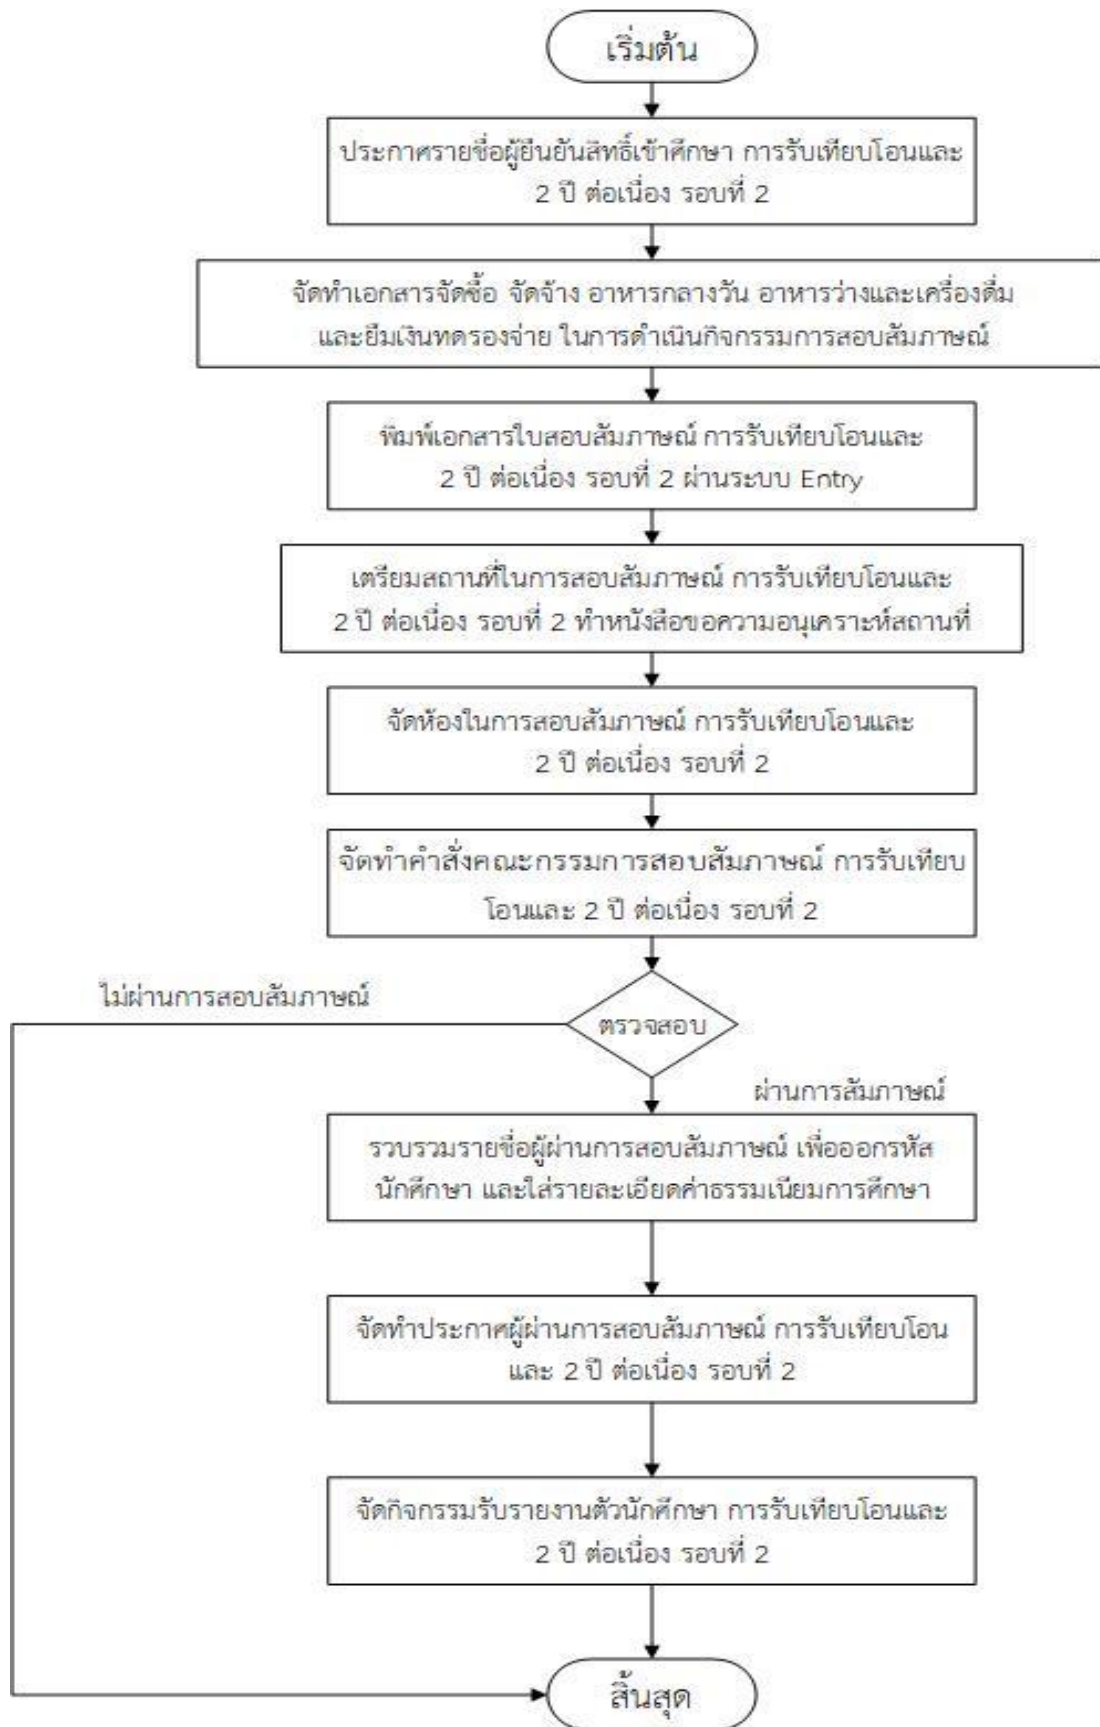 เริ่มต้น
ประกาศรายชื่อผู้ยืนยันสิทธิ์เข้าศึกษา การรับเทียบโอนและ
2 ปี ต่อเนื่อง รอบที่ 2
จัดทำเอกสารจัดซื้อ จัดจ้าง อาหารกลางวัน อาหารว่างและเครื่องดื่ม
และยืมเงินทดรองจ่าย ในการดำเนินกิจกรรมการสอบสัมภาษณ์
พิมพ์เอกสารใบสอบสัมภาษณ์ การรับเทียบโอนและ
2 ปี ต่อเนื่อง รอบที่ 2 ผ่านระบบ Entry
เตรียมสถานที่ในการสอบสัมภาษณ์ การรับเทียบโอนและ
2 ปี ต่อเนื่อง รอบที่ 2 ทำหนังสือขอความอนุเคราะห์สถานที่
จัดห้องในการสอบสัมภาษณ์ การรับเทียบโอนและ
2 ปี ต่อเนื่อง รอบที่ 2
จัดทำคำสั่งคณะกรรมการสอบสัมภาษณ์ การรับเทียบ
โอนและ 2 ปี ต่อเนื่อง รอบที่ 2
ไม่ผ่านการสอบสัมภาษณ์
ตรวจสอบ
ผ่านการสัมภาษณ์
รวบรวมรายชื่อผู้ผ่านการสอบสัมภาษณ์ เพื่อออกรหัส
นักศึกษา และใส่รายละเอียดค่าธรรมเนียมการศึกษา
จัดทำประกาศผู้ผ่านการสอบสัมภาษณ์ การรับเทียบโอน
และ 2 ปี ต่อเนื่อง รอบที่ 2
จัดกิจกรรมรับรายงานตัวนักศึกษา การรับเทียบโอนและ
2 ปี ต่อเนื่อง รอบที่ 2
สิ้นสุด